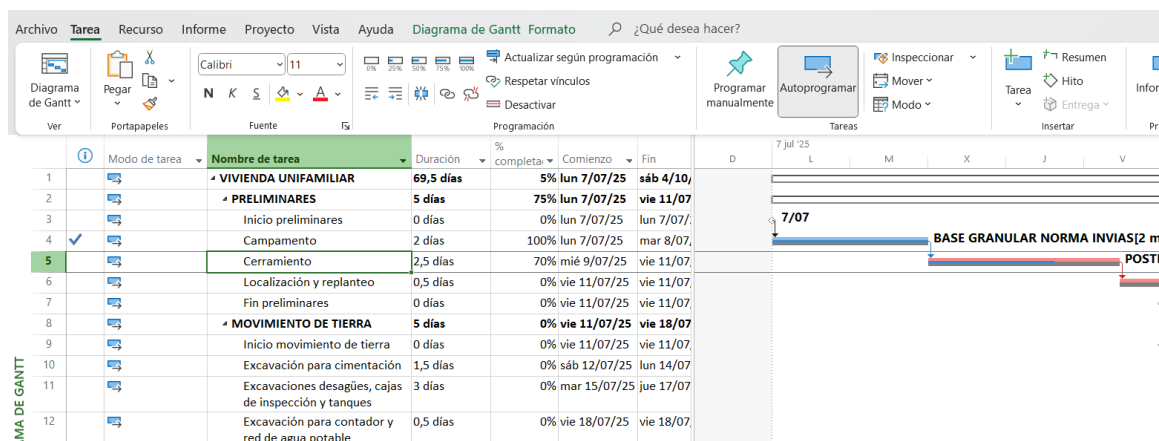 Archivo Tarea Recurso Informe Proyecto Vista Ayuda Diagrama de Gantt Formato ¿Qué desea hacer?
Diagrama de Gantt
Ver
Pegar
Portapapeles
Calibri 11
N K S A
Fuente
0% 25% 50% 75% 100%
Actualizar según programación
Respetar vínculos
Desactivar
Programación
Programar manualmente
Autoprogramar
Inspeccionar
Mover
Modo
Tareas
Tarea
Resumen
Hito
Entrega
Insertar
Modo de tarea Nombre de tarea Duración % Comienzo Fin
7 jul '25
D L M X J V
1 VIVIENDA UNIFAMILIAR 69,5 días 5% lun 7/07/25 sáb 4/10/
2 PRELIMINARES 5 días 75% lun 7/07/25 vie 11/07
3 Inicio preliminares 0 días 0% lun 7/07/25 lun 7/07/ 7/07
4 Campamento 2 días 100% lun 7/07/25 mar 8/07/ BASE GRANULAR NORMA INVIAS[2 m
5 Cerramiento 2,5 días 70% mié 9/07/25 vie 11/07
6 Localización y replanteo 0,5 días 0% vie 11/07/25 vie 11/07
7 Fin preliminares 0 días 0% vie 11/07/25 vie 11/07
8 MOVIMIENTO DE TIERRA 5 días 0% vie 11/07/25 vie 18/07
9 Inicio movimiento de tierra 0 días 0% vie 11/07/25 vie 11/07
10 Excavación para cimentación 1,5 días 0% sáb 12/07/25 lun 14/07
11 Excavaciones desagües, cajas de inspección y tanques 3 días 0% mar 15/07/25 jue 17/07
12 Excavación para contador y red de agua potable 0,5 días 0% vie 18/07/25 vie 18/07
MA DE GANTT